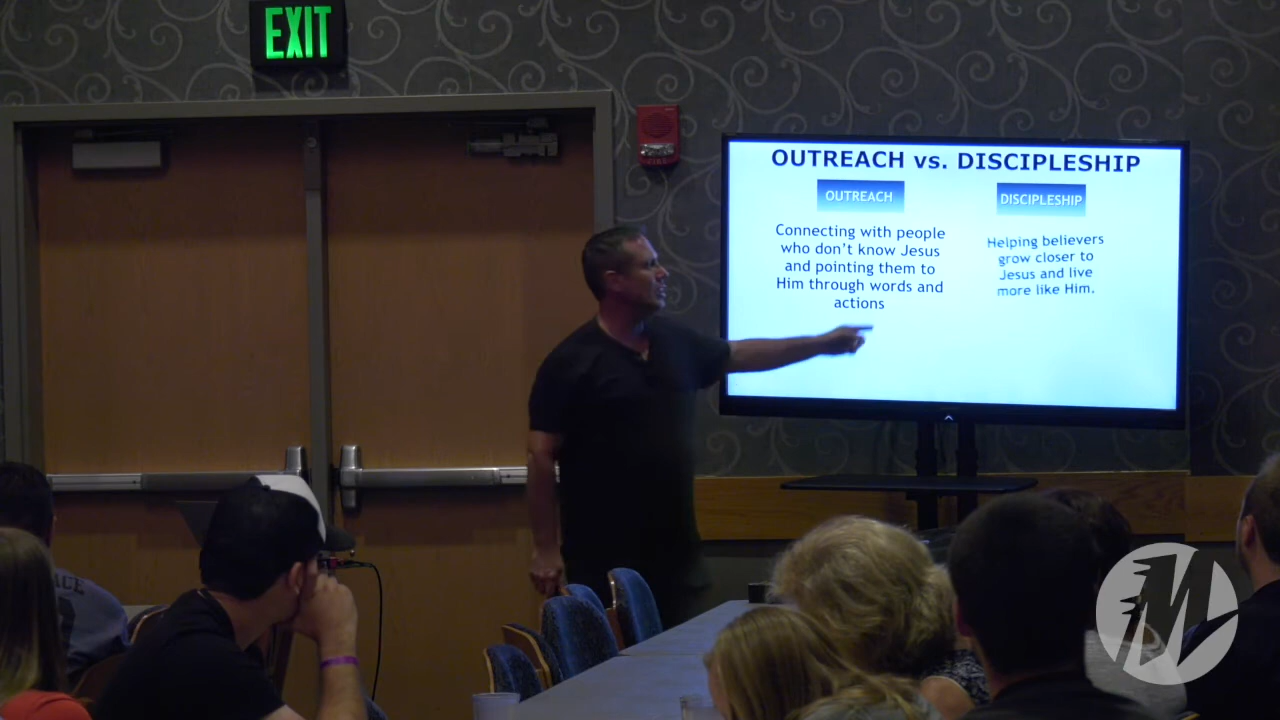 EXIT
OUTREACH vs. DISCIPLESHIP
OUTREACH
Connecting with people
who don't know Jesus
and pointing them to
Him through words and
actions
DISCIPLESHIP
Helping believers
grow closer to
Jesus and live
more like Him.
FIRE
M